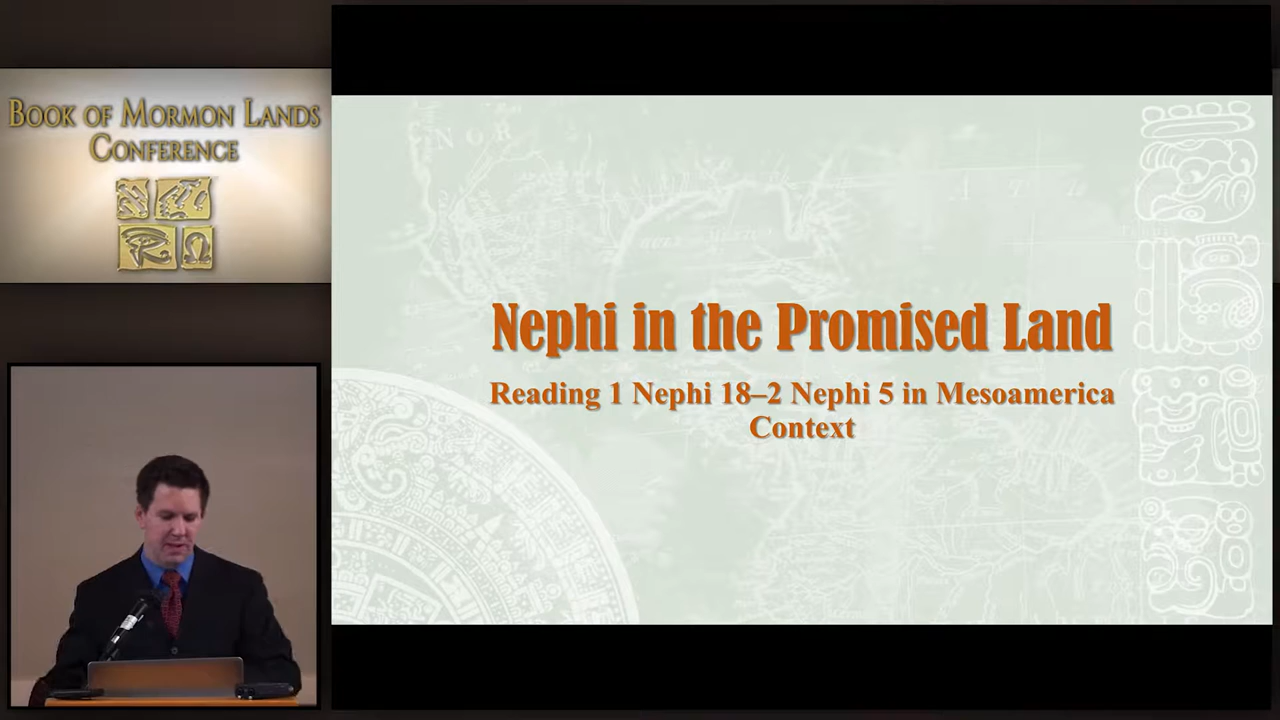 BOOK OF MORMON LANDS
CONFERENCE
Nephi in the Promised Land
Reading 1 Nephi 18–2 Nephi 5 in Mesoamerica
Context